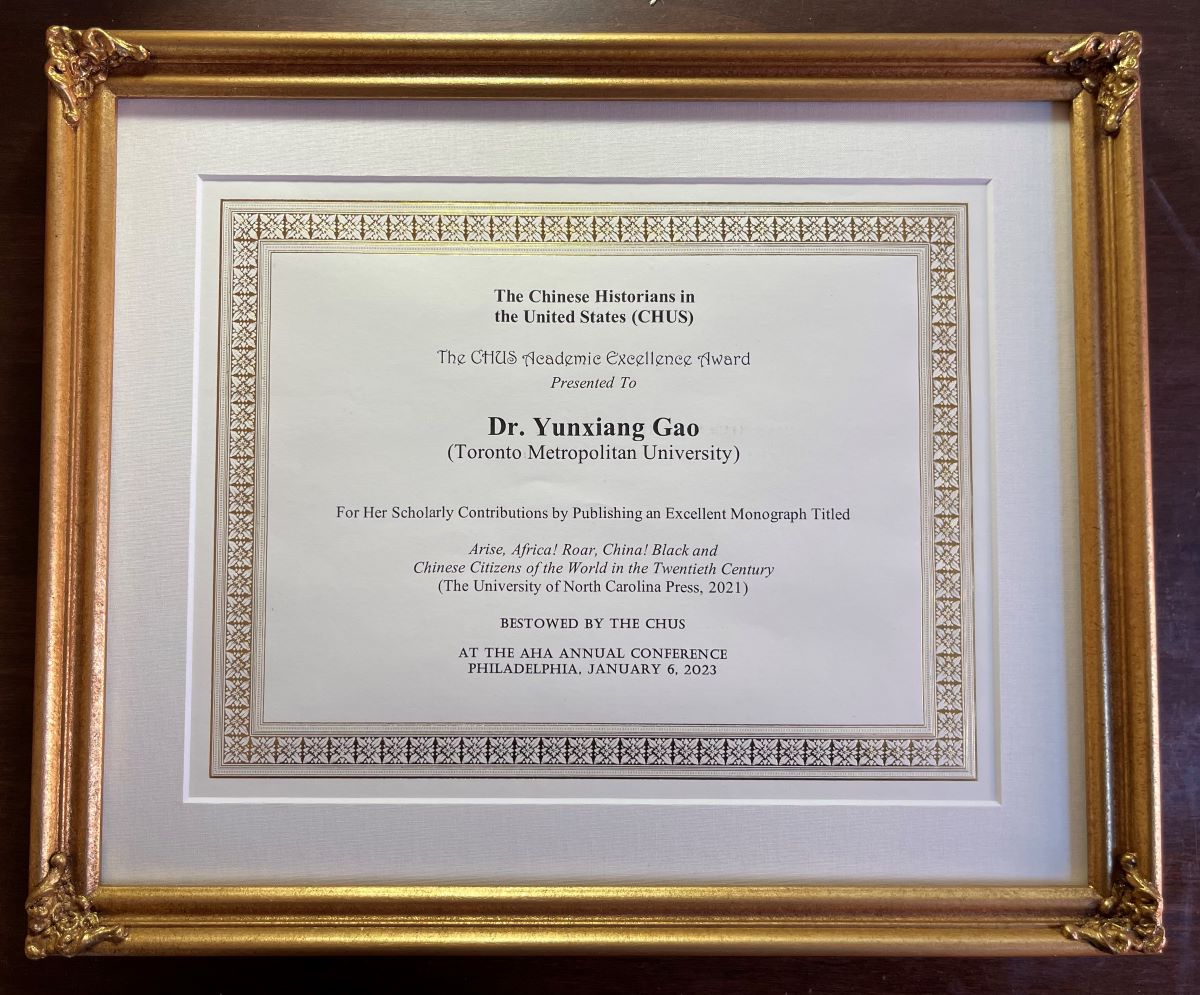 The Chinese Historians in
the United States (CHUS)
The CHUS Academic Excellence Award
Presented To
Dr. Yunxiang Gao
(Toronto Metropolitan University)
For Her Scholarly Contributions by Publishing an Excellent Monograph Titled
Arise, Africa! Roar, China! Black and
Chinese Citizens of the World in the Twentieth Century
(The University of North Carolina Press, 2021)
BESTOWED BY THE CHUS
AT THE AHA ANNUAL CONFERENCE
PHILADELPHIA, JANUARY 6, 2023